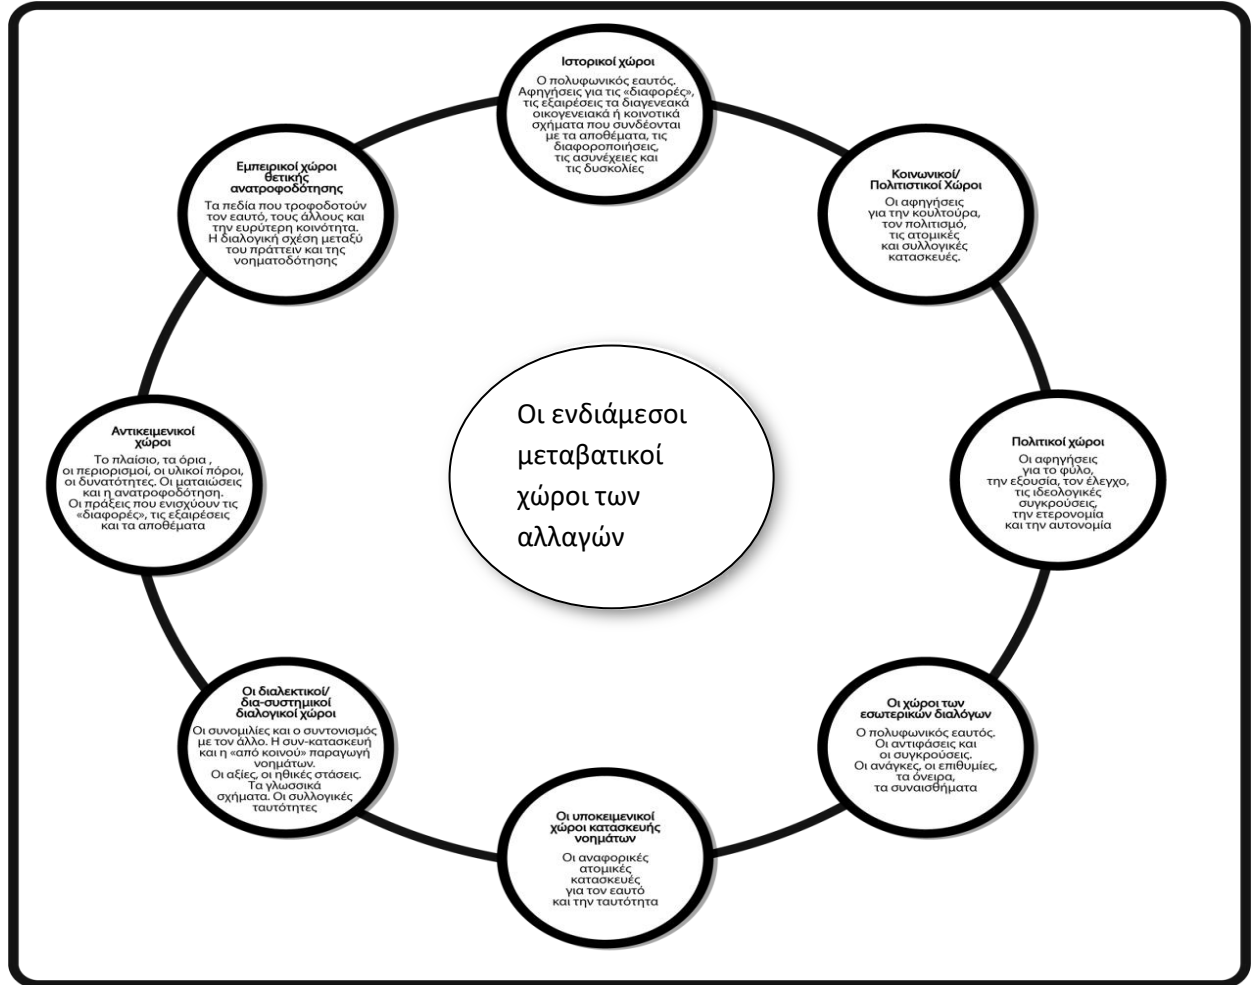 Ιστορικοί χώροι
Ο πολυφωνικός εαυτός.
Αφηγήσεις για τις «διαφορές»,
τις εξαιρέσεις τα διαγενεακά
οικογενειακά ή κοινοτικά
σχήματα που συνδέονται
με τα αποθέματα, τις
διαφοροποιήσεις,
τις ασυνέχειες και
τις δυσκολίες
Κοινωνικοί/
Πολιτιστικοί Χώροι
Οι αφηγήσεις
για την κουλτούρα,
τον πολιτισμό,
τις ατομικές
και συλλογικές
κατασκευές.
Πολιτικοί χώροι
Οι αφηγήσεις
για το φύλο,
την εξουσία, τον έλεγχο,
τις ιδεολογικές
συγκρούσεις,
την ετερονομία
και την αυτονομία
Οι χώροι των
εσωτερικών διαλόγων
Ο πολυφωνικός εαυτός.
Οι αντιφάσεις και
οι συγκρούσεις.
Οι ανάγκες, οι επιθυμίες,
τα όνειρα,
τα συναισθήματα
Οι υποκειμενικοί
χώροι κατασκευής
νοημάτων
Οι αναφορικές
ατομικές
κατασκευές
για τον εαυτό
και την ταυτότητα
Οι διαλεκτικοί/
δια-συστημικοί
διαλογικοί χώροι
Οι συνομιλίες και ο συντονισμός
με τον άλλο. Η συν-κατασκευή
και η «από κοινού» παραγωγή
νοημάτων.
Οι αξίες, οι ηθικές στάσεις.
Τα γλωσσικά
σχήματα. Οι συλλογικές
ταυτότητες
Αντικειμενικοί
χώροι
Το πλαίσιο, τα όρια ,
οι περιορισμοί, οι υλικοί πόροι,
οι δυνατότητες. Οι ματαιώσεις
και η ανατροφοδότηση.
Οι πράξεις που ενισχύουν τις
«διαφορές», τις εξαιρέσεις
και τα αποθέματα
Εμπειρικοί χώροι
θετικής
ανατροφοδότησης
Τα πεδία που τροφοδοτούν
τον εαυτό, τους άλλους και
την ευρύτερη κοινότητα.
Η διαλογική σχέση μεταξύ
του πράττειν και της
νοηματοδότησης
Οι ενδιάμεσοι
μεταβατικοί
χώροι των
αλλαγών